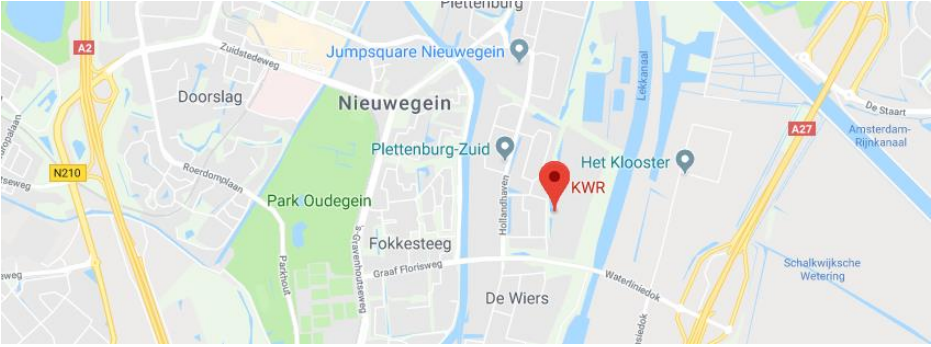 Plettenburg
A2
Zuidstedeweg
Jumpsquare Nieuwegein
Lekkanaal
Doorslag
Nieuwegein
De Staart
A27
Amsterdam-
Rijnkanaal
Plettenburg-Zuid
Het Klooster
N210
Roerdomplaan
KWR
Park Oudegein
Hollandhaven
's-Gravenhoutseweg
Fokkesteeg
Parkhout
Graaf Florisweg
Waterliniedok
Schalkwijksche
Wetering
De Wiers